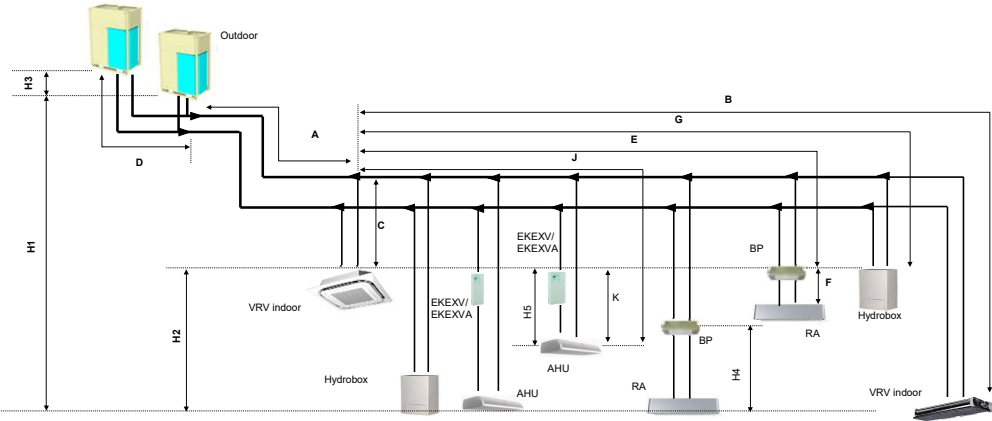 Outdoor
H3
B
G
A
E
D
J
C
H1
EKEXV/
EKEXVA
BP
VRV indoor
EKEXV/
EKEXVA
H5
K
F
Hydrobox
RA
H2
BP
AHU
H4
Hydrobox
AHU
RA
VRV indoor